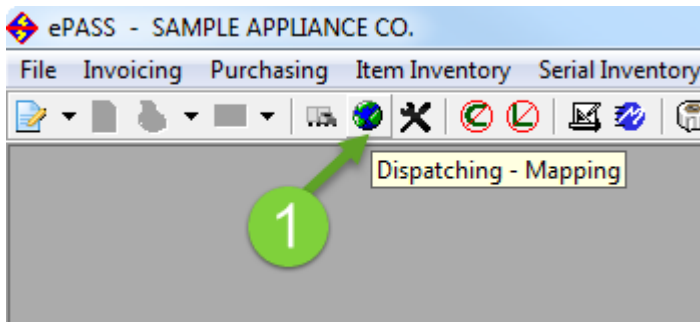 ePASS - SAMPLE APPLIANCE CO.
File Invoicing Purchasing Item Inventory Serial Inventory
Dispatching - Mapping
1